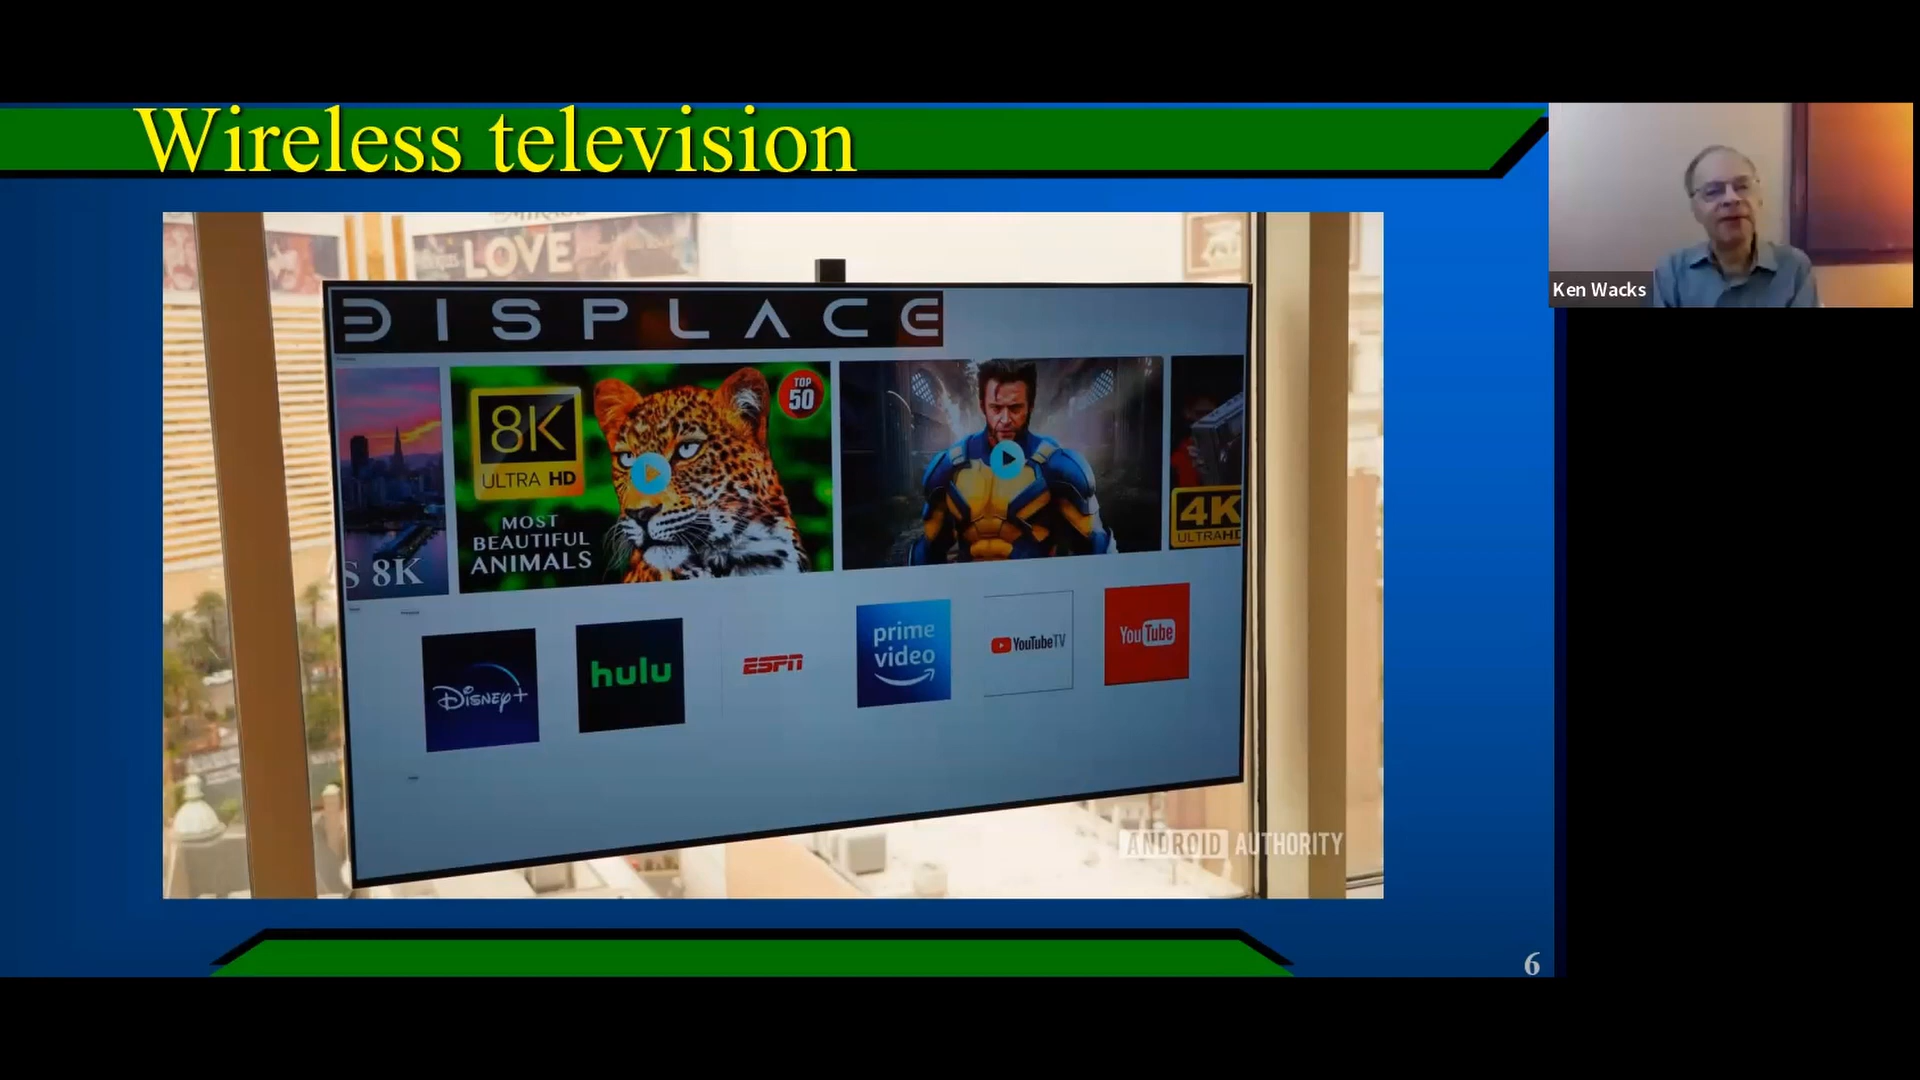 Wireless television
Ken Wacks
MIRAGE
LOVE
DISPLACE
S 8K
8K
ULTRA HD
MOST
BEAUTIFUL
ANIMALS
TOP
50
4K
ULTRAHD
Disney+
hulu
ESPN
prime
video
YouTubeTV
YouTube
ANDROID AUTHORITY
6